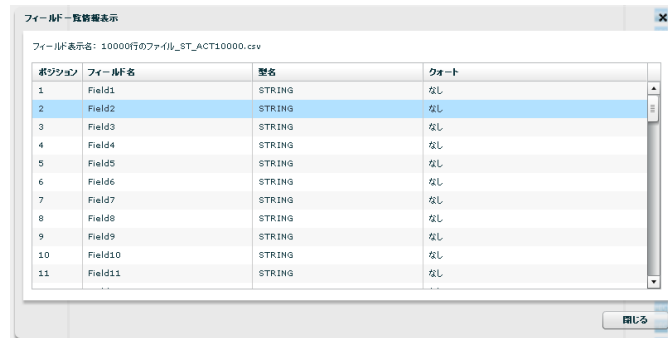 フィールド一覧情報表示
フィールド表示名: 10000行のファイル_ST_ACT10000.csv
ポジション フィールド名 型名 クォート
1 Field1 STRING なし
2 Field2 STRING なし
3 Field3 STRING なし
4 Field4 STRING なし
5 Field5 STRING なし
6 Field6 STRING なし
7 Field7 STRING なし
8 Field8 STRING なし
9 Field9 STRING なし
10 Field10 STRING なし
11 Field11 STRING なし
閉じる